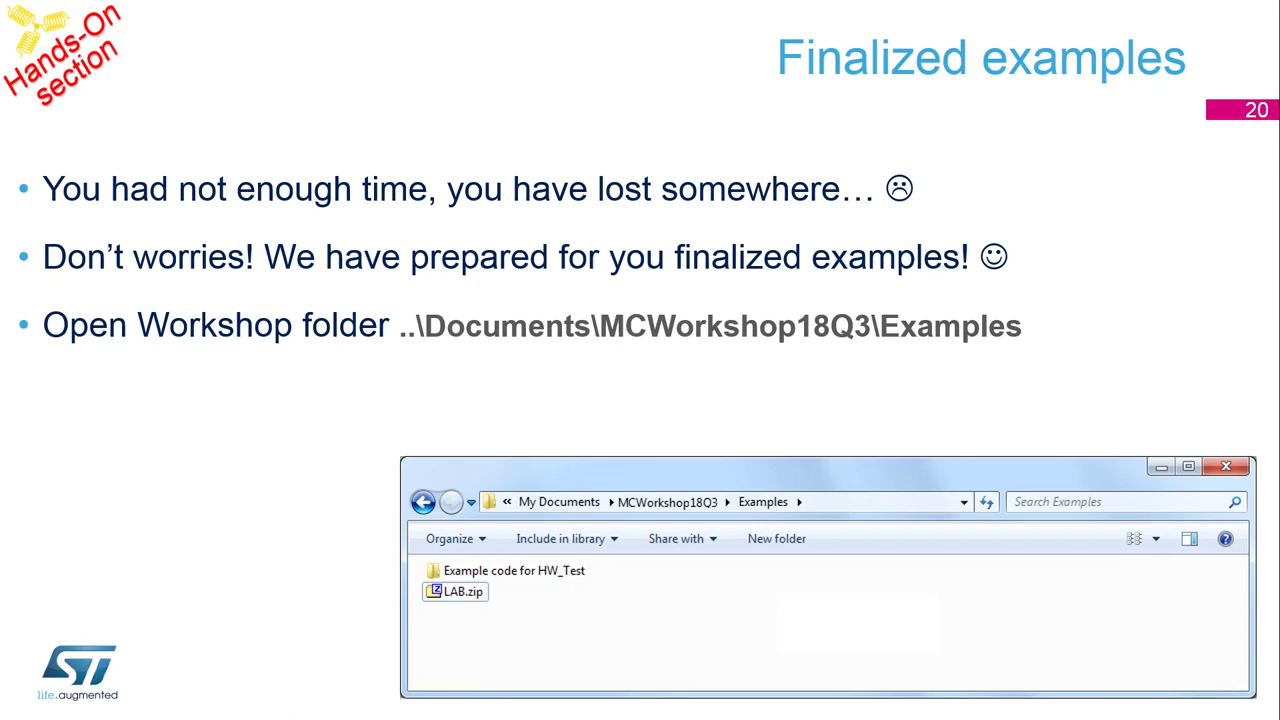 Hands-On
section
Finalized examples
20
• You had not enough time, you have lost somewhere… ☹
• Don’t worries! We have prepared for you finalized examples! ☺
• Open Workshop folder ..\Documents\MCWorkshop18Q3\Examples
« My Documents ▸ MCWorkshop18Q3 ▸ Examples ▸ Search Examples
Organize Include in library Share with New folder
Example code for HW_Test
LAB.zip
ST
life.augmented